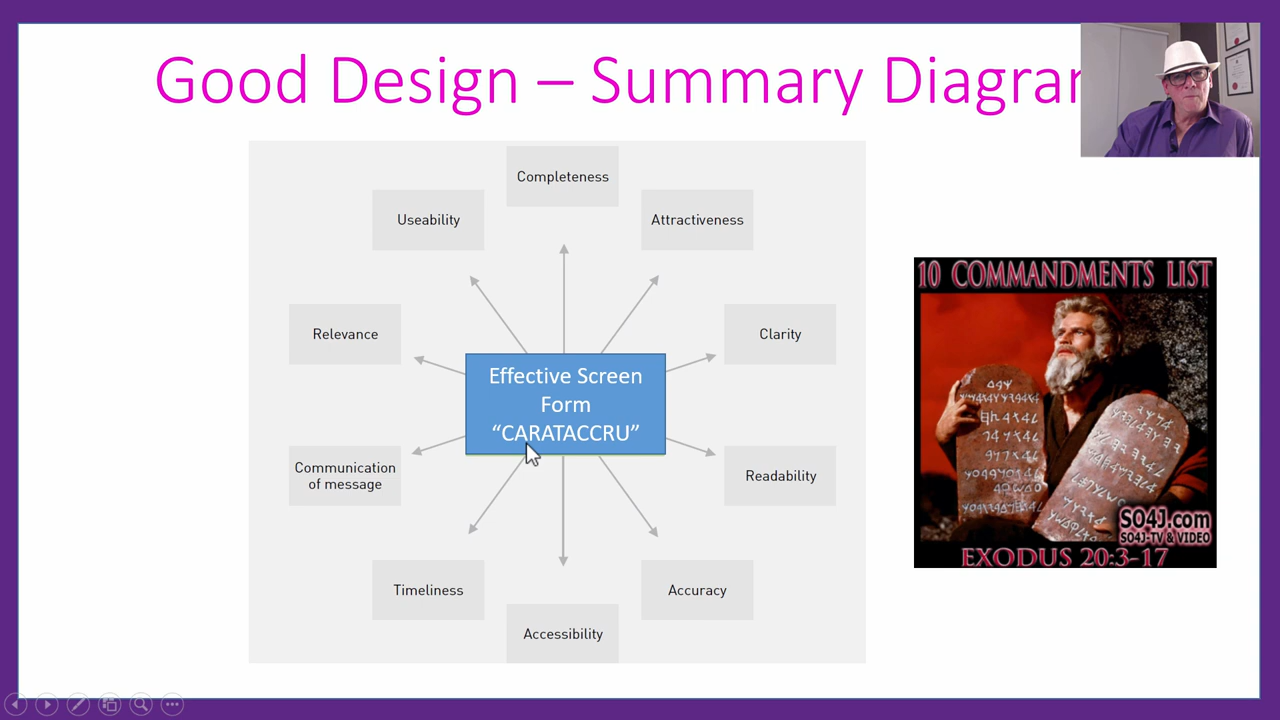 Good Design – Summary Diagram
Completeness
Useability
Attractiveness
Relevance
Clarity
Effective Screen
Form
“CARATACCRU”
Communication
of message
Readability
Timeliness
Accuracy
Accessibility
10 COMMANDMENTS LIST
SO4J.com
SO4J-TV & VIDEO
EXODUS 20:3-17